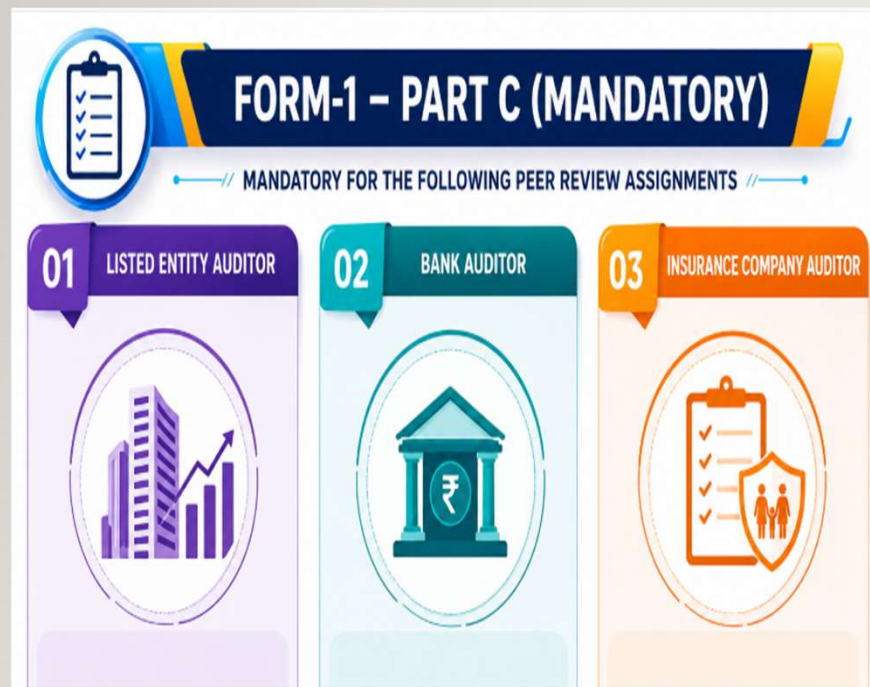 FORM-1 – PART C (MANDATORY)
MANDATORY FOR THE FOLLOWING PEER REVIEW ASSIGNMENTS
01 LISTED ENTITY AUDITOR
02 BANK AUDITOR
03 INSURANCE COMPANY AUDITOR
₹